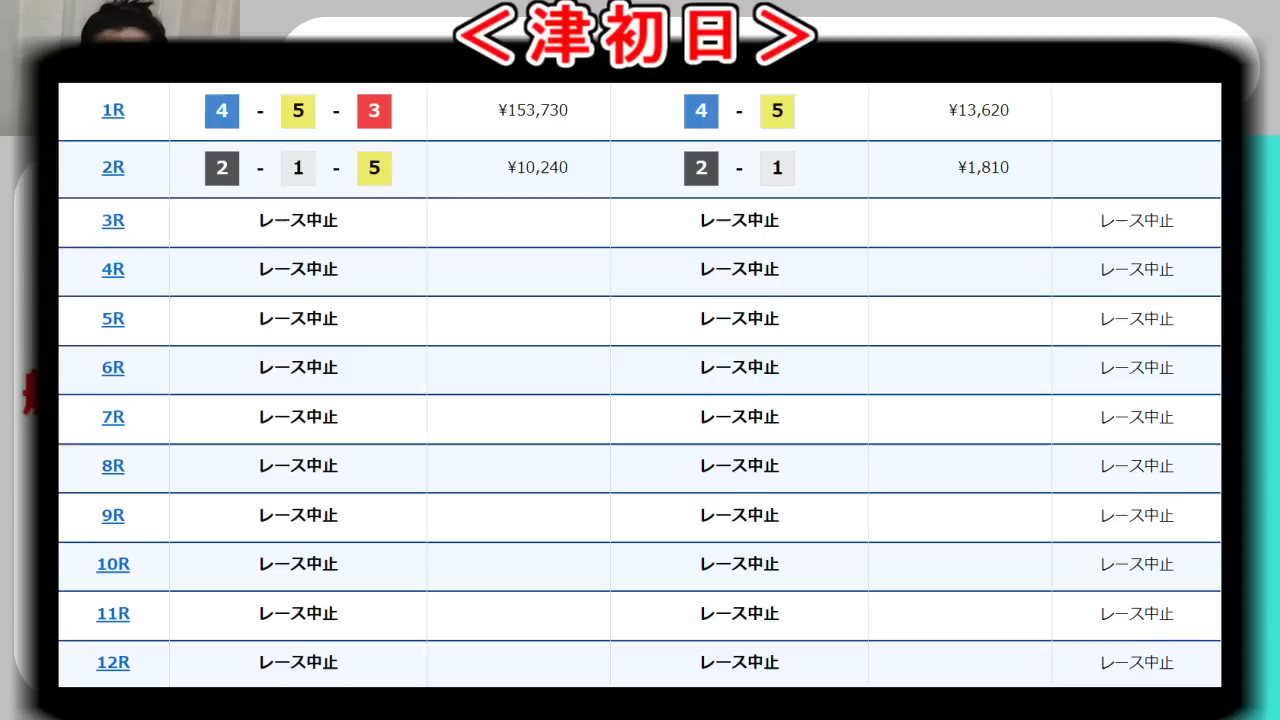 ＜津初日＞
1R 4 - 5 - 3 ¥153,730 4 - 5 ¥13,620
2R 2 - 1 - 5 ¥10,240 2 - 1 ¥1,810
3R レース中止 レース中止 レース中止
4R レース中止 レース中止 レース中止
5R レース中止 レース中止 レース中止
6R レース中止 レース中止 レース中止
7R レース中止 レース中止 レース中止
8R レース中止 レース中止 レース中止
9R レース中止 レース中止 レース中止
10R レース中止 レース中止 レース中止
11R レース中止 レース中止 レース中止
12R レース中止 レース中止 レース中止